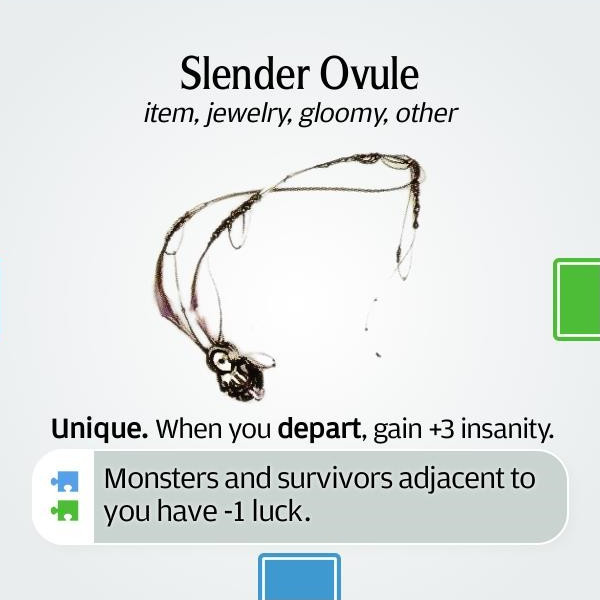 Slender Ovule
item, jewelry, gloomy, other
Unique. When you depart, gain +3 insanity.
Monsters and survivors adjacent to
you have -1 luck.